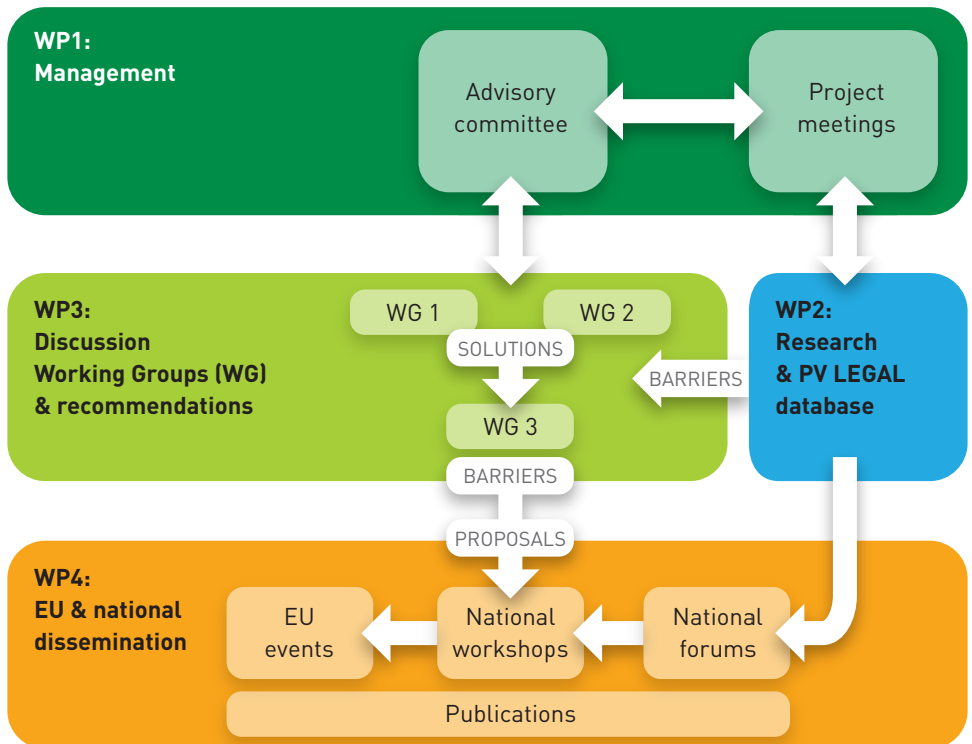 WP1:
Management
Advisory
committee
Project
meetings
WP3:
Discussion
Working Groups (WG)
& recommendations
WG 1
WG 2
SOLUTIONS
WG 3
BARRIERS
PROPOSALS
BARRIERS
WP2:
Research
& PV LEGAL
database
WP4:
EU & national
dissemination
EU
events
National
workshops
National
forums
Publications